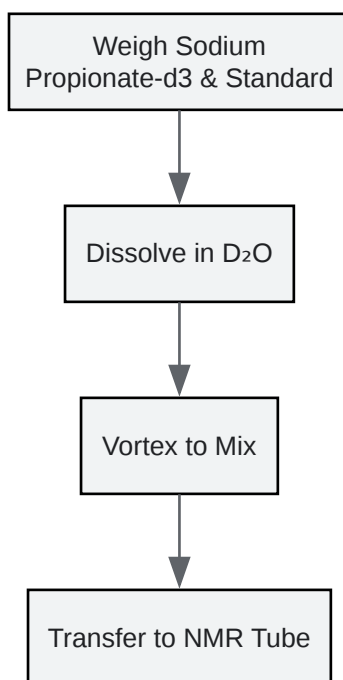 Weigh Sodium
Propionate-d3 & Standard
Dissolve in D₂O
Vortex to Mix
Transfer to NMR Tube